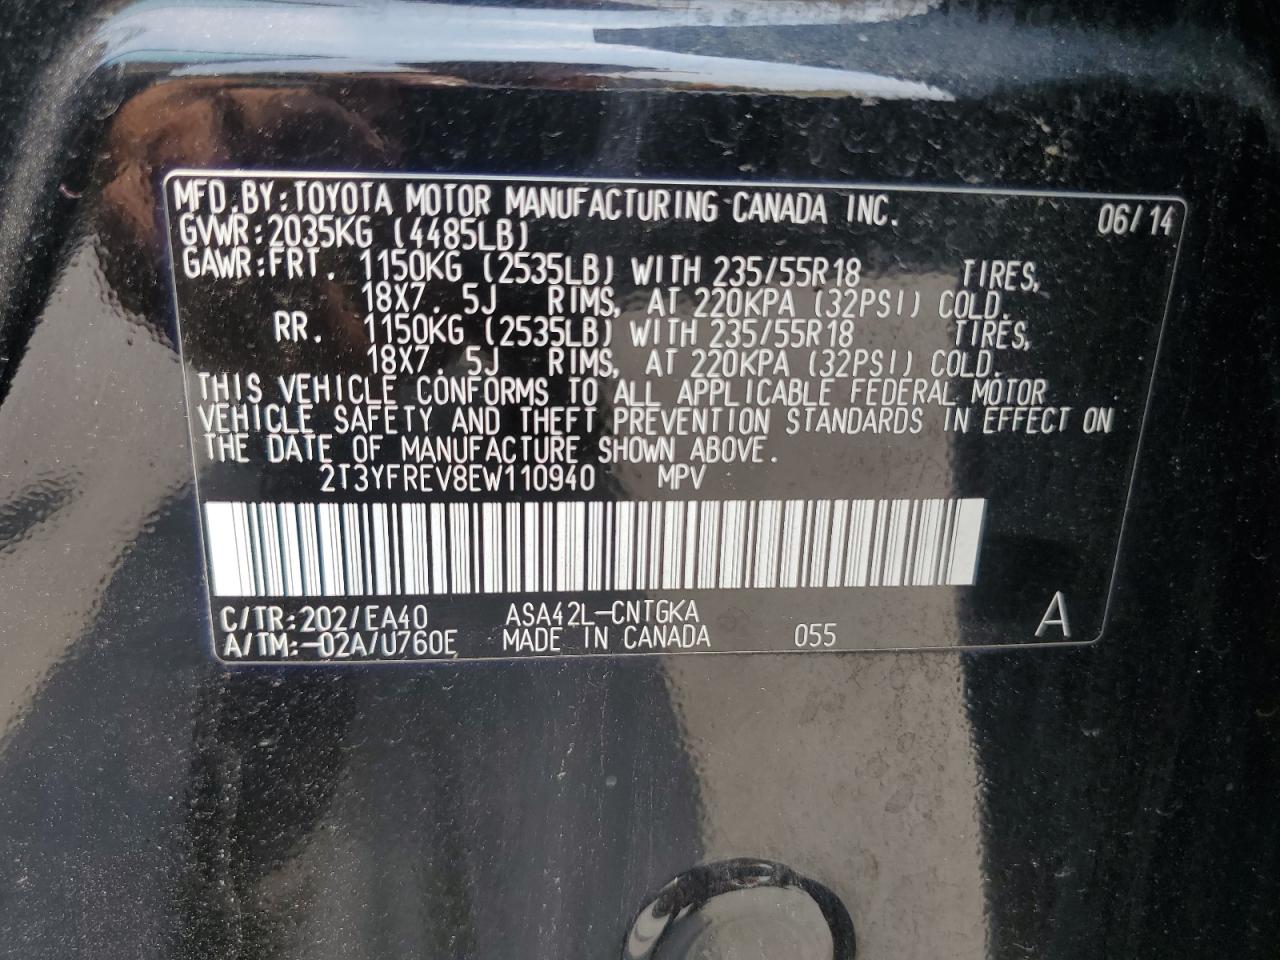 MFD.BY:TOYOTA MOTOR MANUFACTURING CANADA INC. 06/14
GVWR:2035KG (4485LB)
GAWR:FRT. 1150KG (2535LB) WITH 235/55R18 TIRES,
18X7.5J RIMS, AT 220KPA (32PSI) COLD.
RR. 1150KG (2535LB) WITH 235/55R18 TIRES,
18X7.5J RIMS, AT 220KPA (32PSI) COLD.
THIS VEHICLE CONFORMS TO ALL APPLICABLE FEDERAL MOTOR
VEHICLE SAFETY AND THEFT PREVENTION STANDARDS IN EFFECT ON
THE DATE OF MANUFACTURE SHOWN ABOVE.
2T3YFREV8EW110940 MPV
C/TR:202/EA40 ASA42L-CNTGKA
A/TM:-02A/U760E MADE IN CANADA 055 A